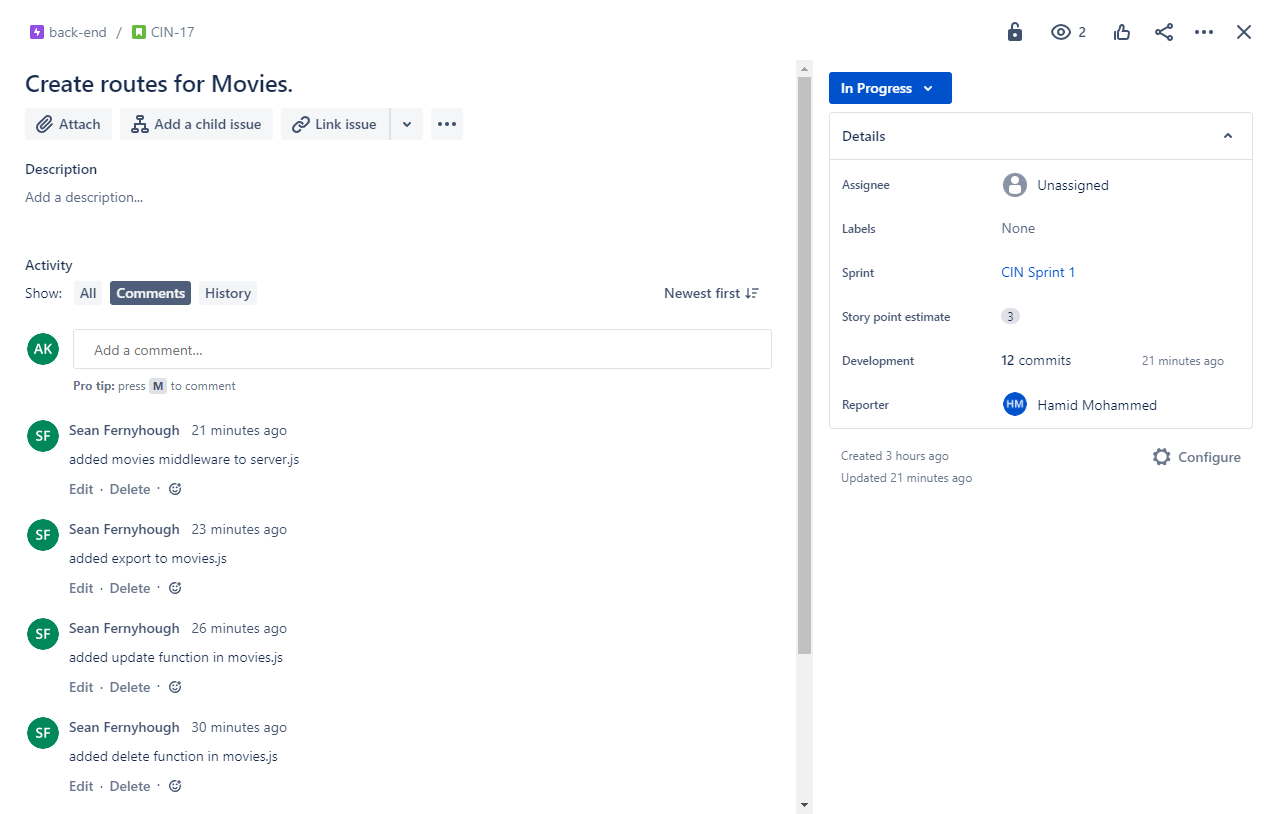 back-end / CIN-17
2
Create routes for Movies.
Attach
Add a child issue
Link issue
Description
Add a description...
Activity
Show: All Comments History
Newest first
AK
Add a comment...
Pro tip: press M to comment
SF
Sean Fernyhough 21 minutes ago
added movies middleware to server.js
Edit · Delete ·
SF
Sean Fernyhough 23 minutes ago
added export to movies.js
Edit · Delete ·
SF
Sean Fernyhough 26 minutes ago
added update function in movies.js
Edit · Delete ·
SF
Sean Fernyhough 30 minutes ago
added delete function in movies.js
Edit · Delete ·
In Progress
Details
Assignee Unassigned
Labels None
Sprint CIN Sprint 1
Story point estimate 3
Development 12 commits 21 minutes ago
Reporter HM Hamid Mohammed
Created 3 hours ago
Configure
Updated 21 minutes ago